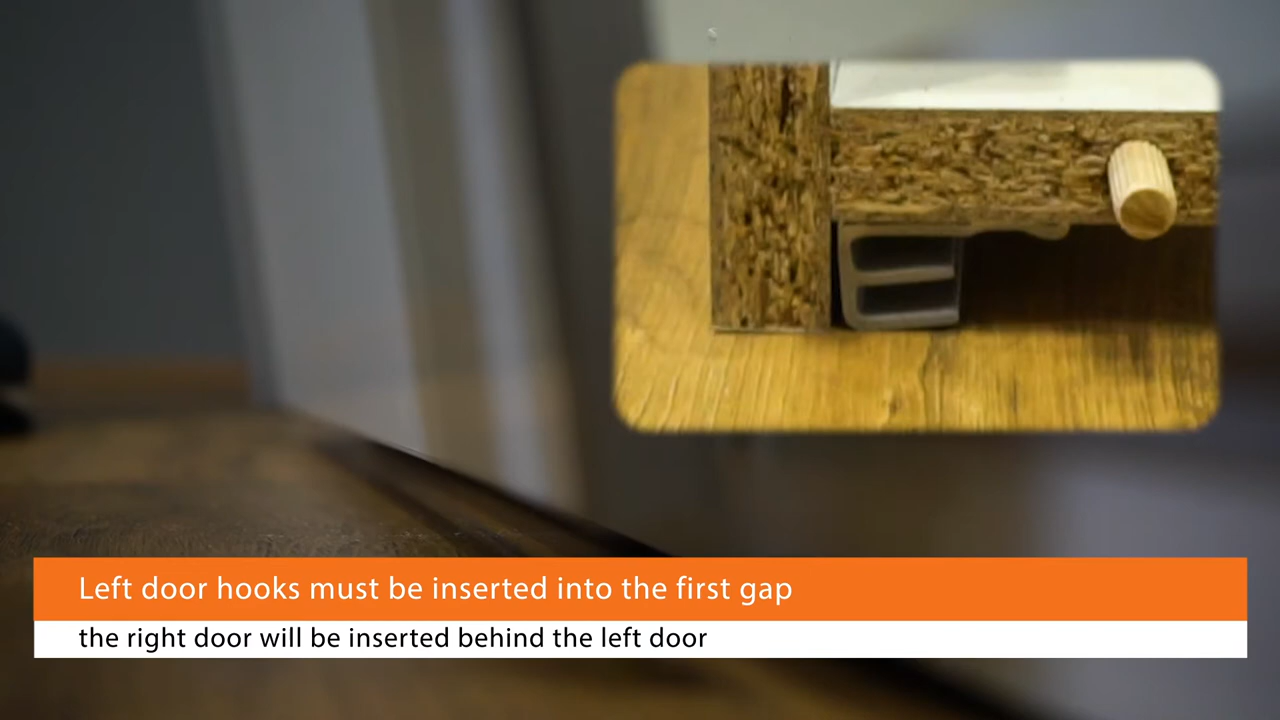 Left door hooks must be inserted into the first gap
the right door will be inserted behind the left door